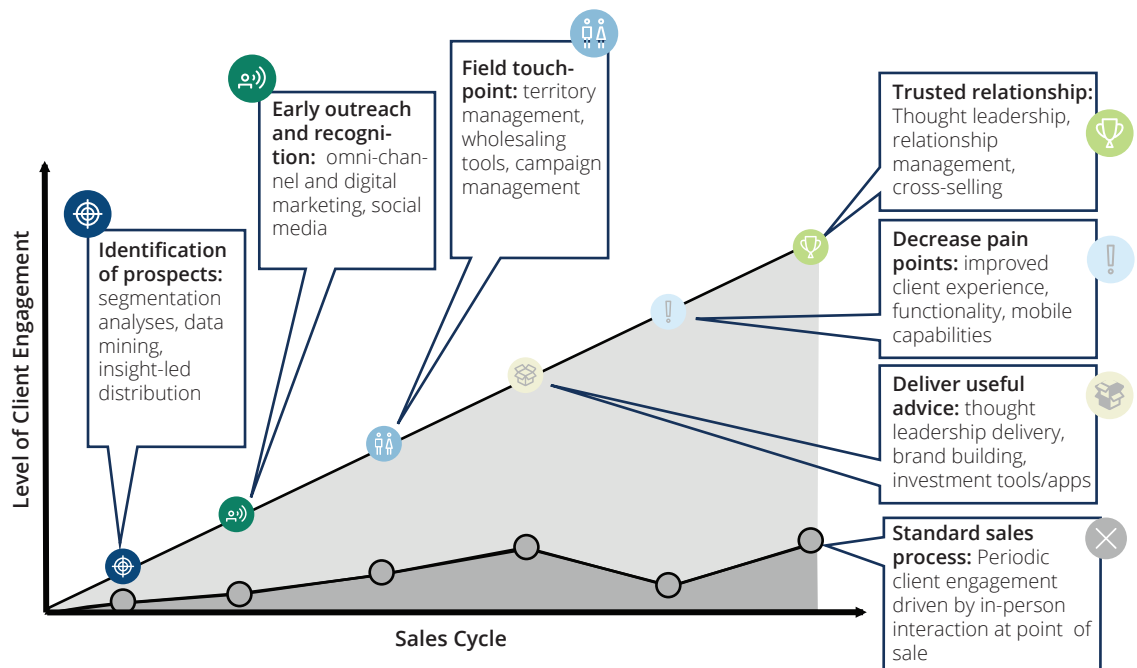 Identification
of prospects:
segmentation
analyses, data
mining,
insight-led
distribution
Early outreach
and recogni-
tion: omni-chan-
nel and digital
marketing, social
media
Field touch-
point: territory
management,
wholesaling
tools, campaign
management
Trusted relationship:
Thought leadership,
relationship
management,
cross-selling
Decrease pain
points: improved
client experience,
functionality, mobile
capabilities
Deliver useful
advice: thought
leadership delivery,
brand building,
investment tools/apps
Standard sales
process: Periodic
client engagement
driven by in-person
interaction at point of
sale
Level of Client Engagement
Sales Cycle